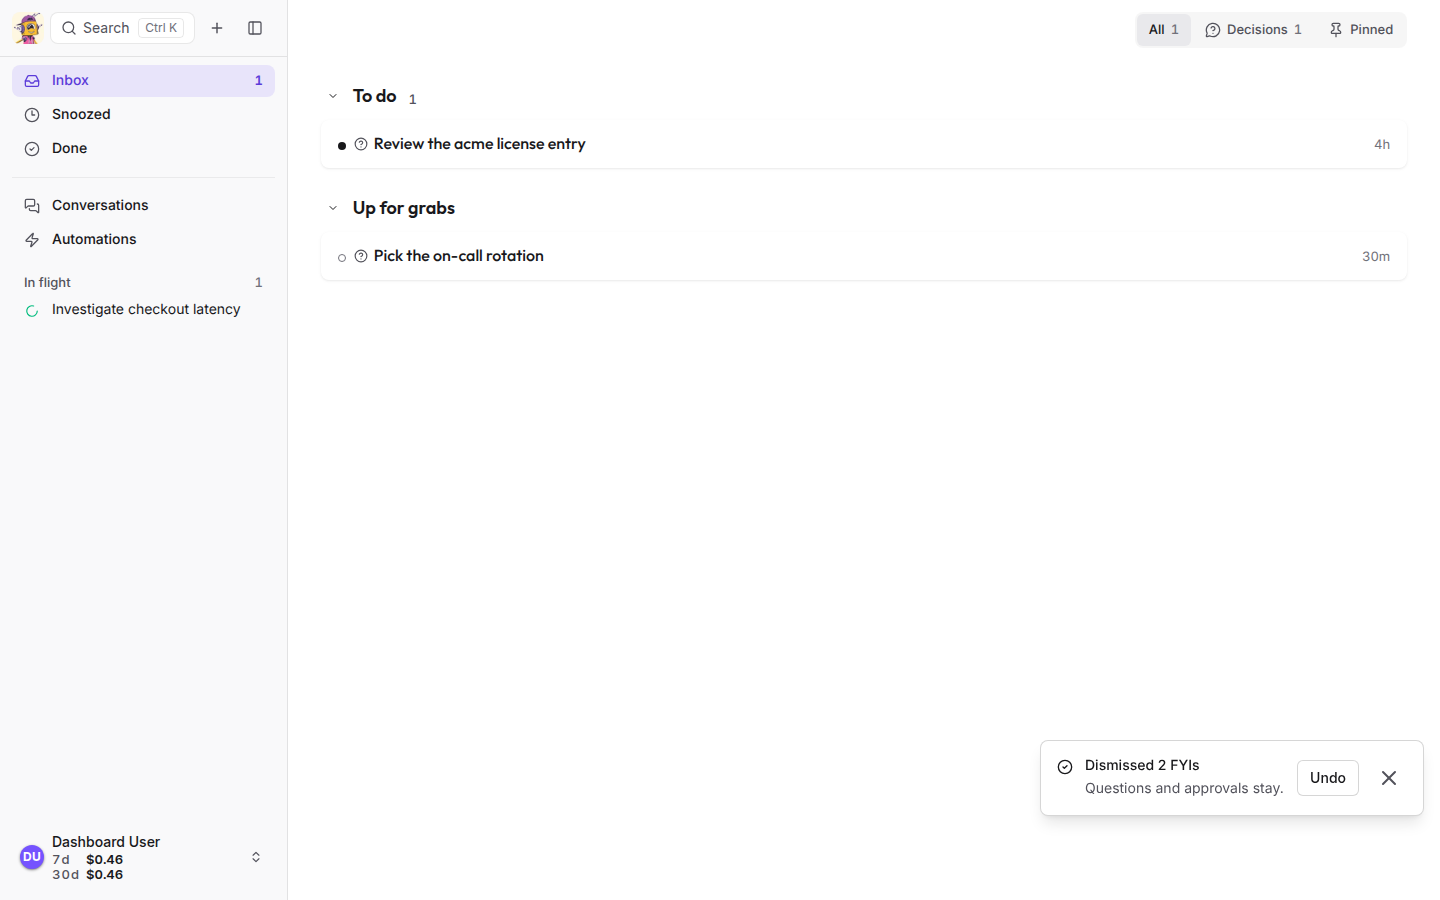 Search Ctrl K
All 1 Decisions 1 Pinned
Inbox 1
Snoozed
Done
Conversations
Automations
In flight 1
Investigate checkout latency
To do 1
Review the acme license entry 4h
Up for grabs
Pick the on-call rotation 30m
Dismissed 2 FYIs
Questions and approvals stay.
Undo
DU
Dashboard User
7d $0.46
30d $0.46